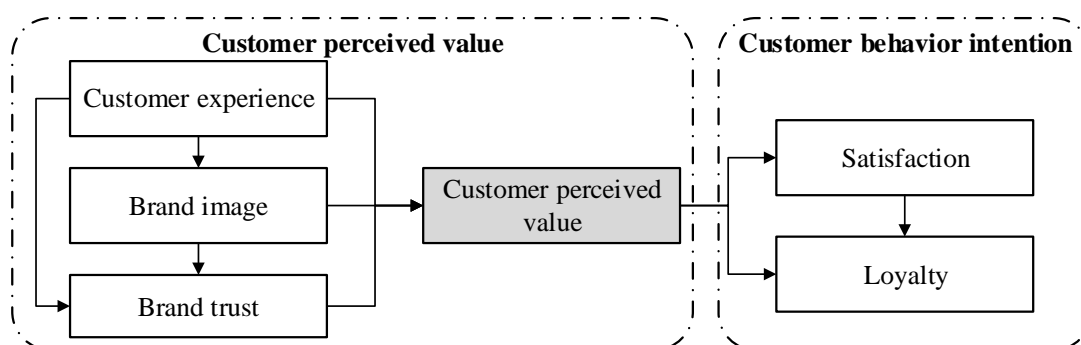 Customer perceived value
Customer behavior intention
Customer experience
Brand image
Brand trust
Customer perceived
value
Satisfaction
Loyalty